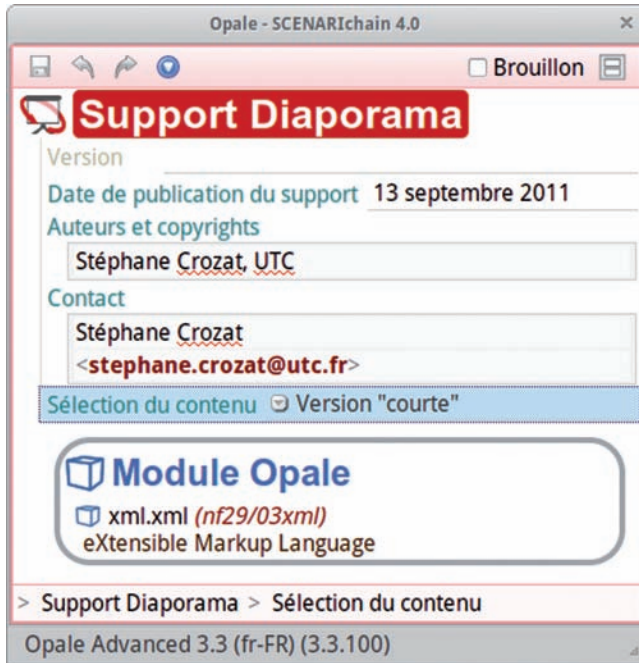 Opale - SCENARIchain 4.0
Brouillon
Support Diaporama
Version
Date de publication du support 13 septembre 2011
Auteurs et copyrights
Stéphane Crozat, UTC
Contact
Stéphane Crozat
<stephane.crozat@utc.fr>
Sélection du contenu Version "courte"
Module Opale
xml.xml (nf29/03xml)
eXtensible Markup Language
> Support Diaporama > Sélection du contenu
Opale Advanced 3.3 (fr-FR) (3.3.100)